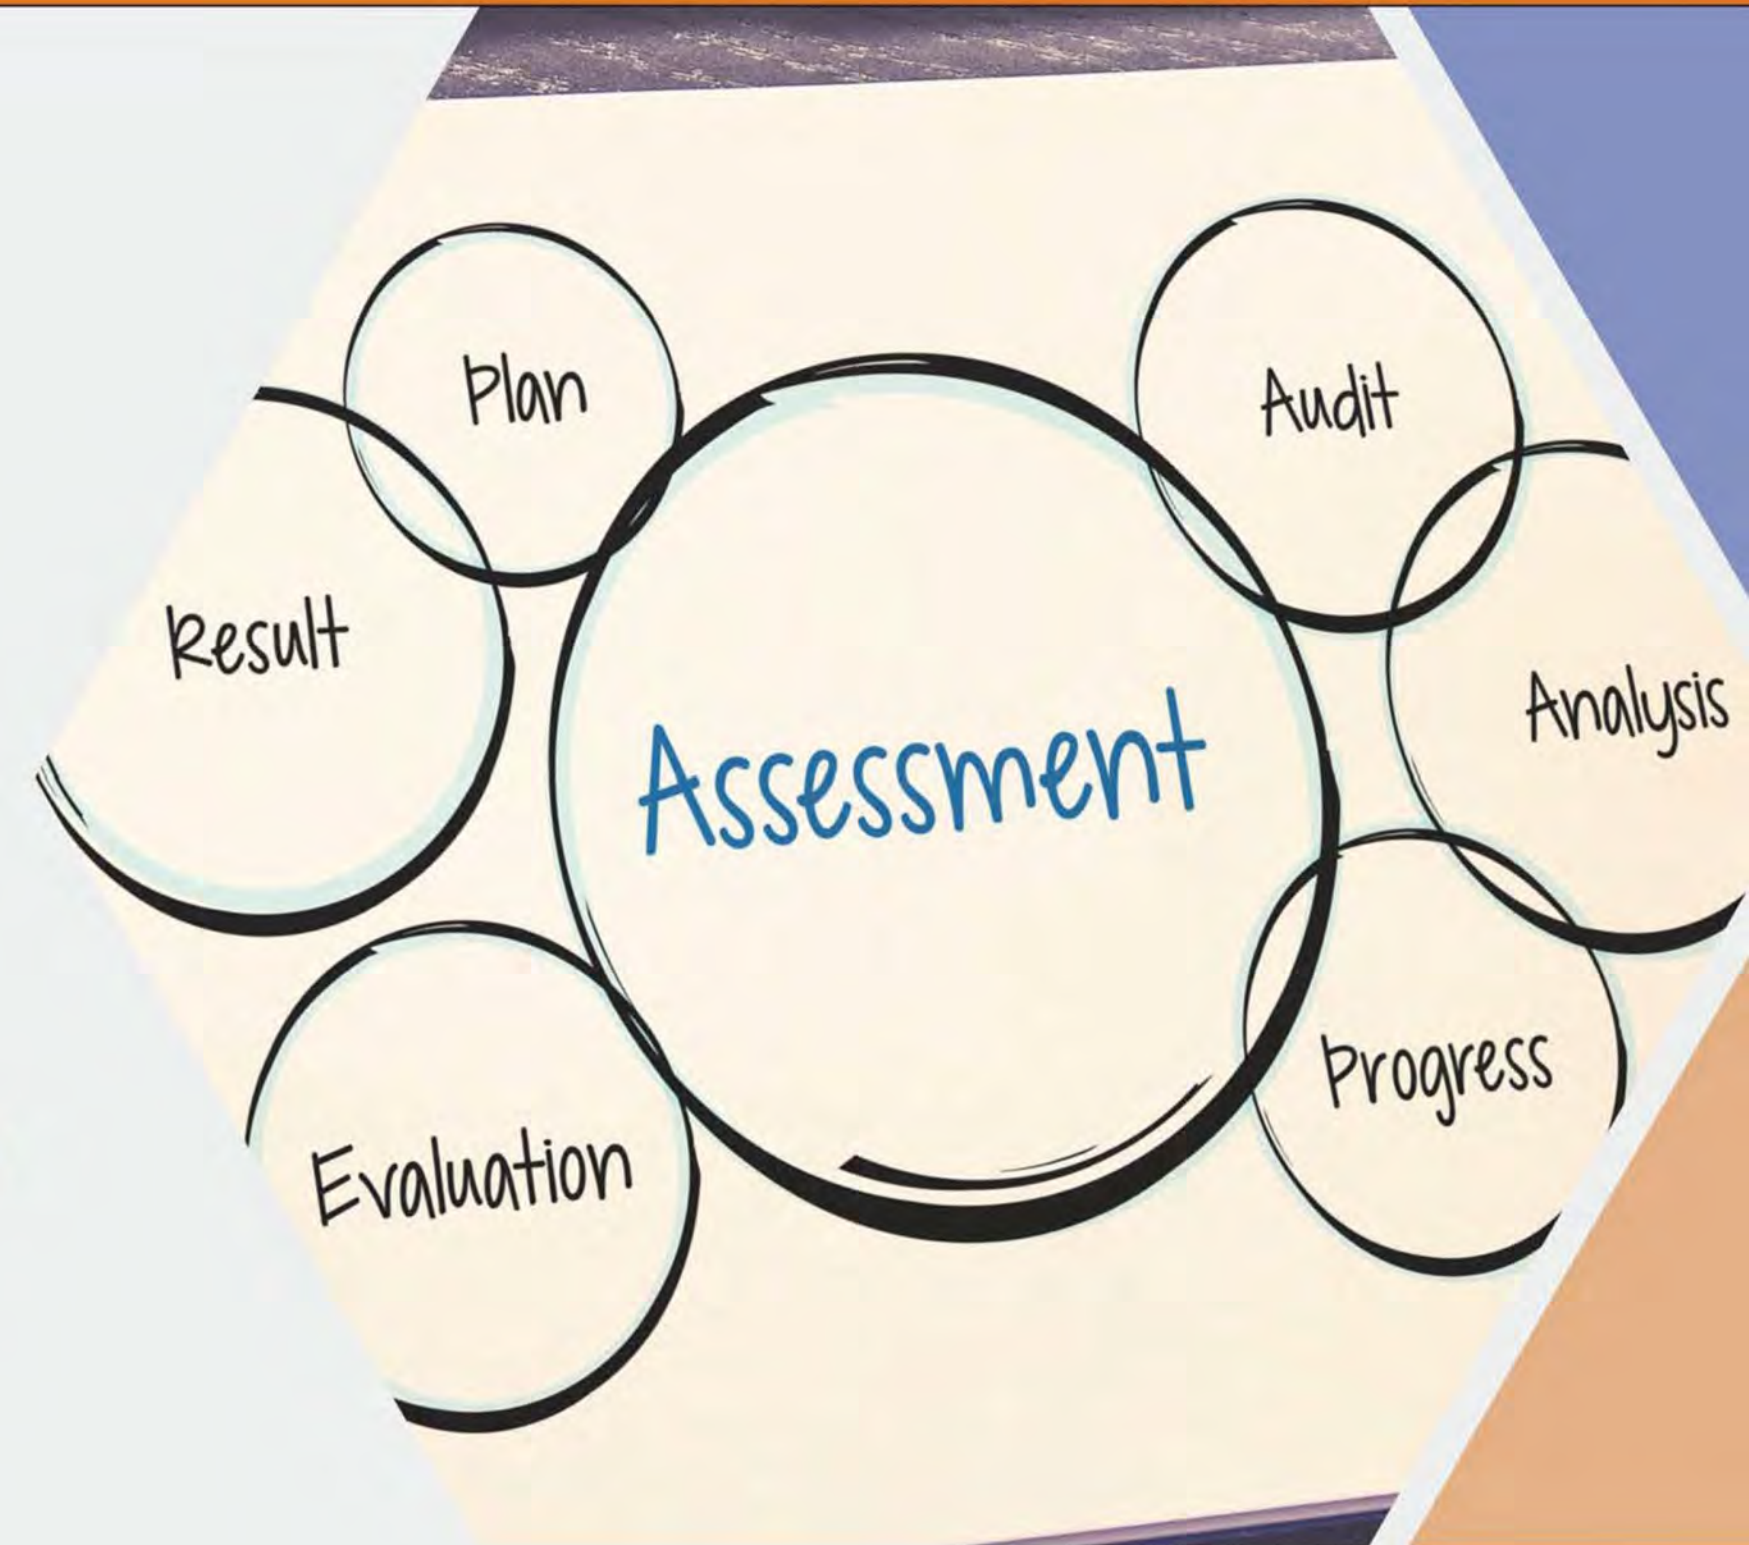 Plan
Audit
Result
Analysis
Assessment
Progress
Evaluation